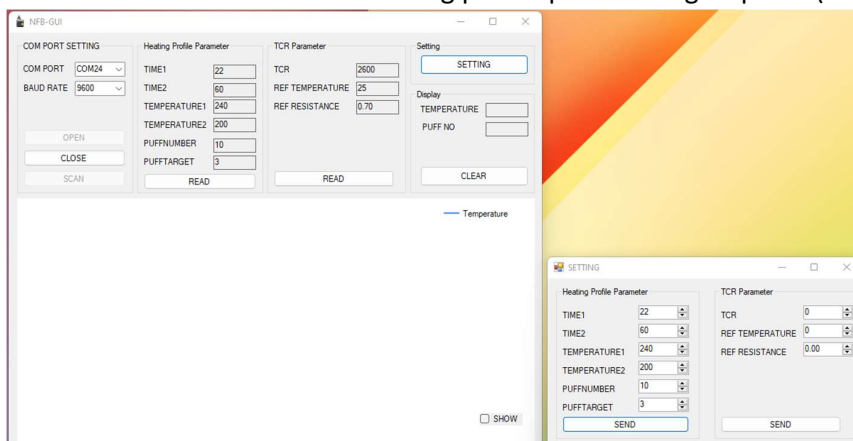 NFB-GUI
COM PORT SETTING
COM PORT COM24
BAUD RATE 9600
OPEN
CLOSE
SCAN
Heating Profile Parameter
TIME1 22
TIME2 60
TEMPERATURE1 240
TEMPERATURE2 200
PUFFNUMBER 10
PUFFTARGET 3
READ
TCR Parameter
TCR 2600
REF TEMPERATURE 25
REF RESISTANCE 0.70
READ
Setting
SETTING
Display
TEMPERATURE
PUFF NO
CLEAR
Temperature
SHOW
SETTING
Heating Profile Parameter
TIME1 22
TIME2 60
TEMPERATURE1 240
TEMPERATURE2 200
PUFFNUMBER 10
PUFFTARGET 3
SEND
TCR Parameter
TCR 0
REF TEMPERATURE 0
REF RESISTANCE 0.00
SEND